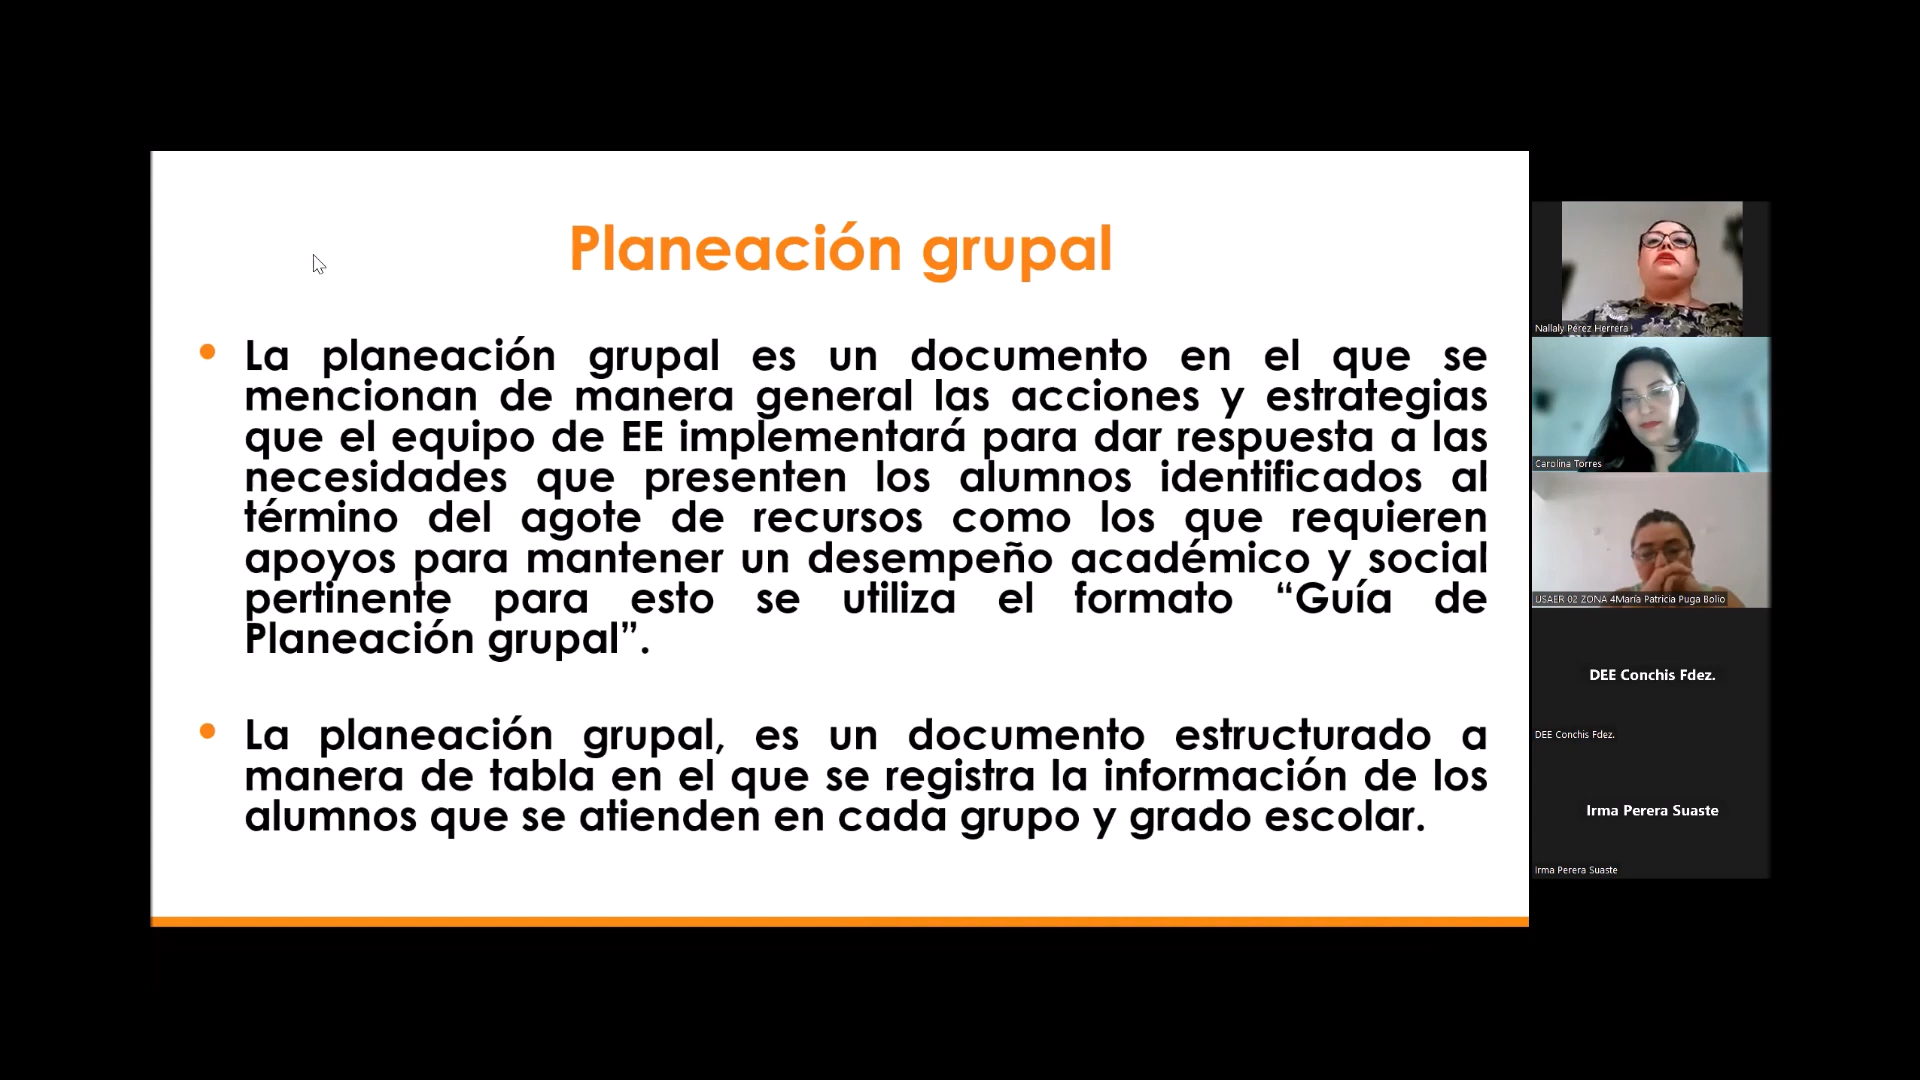 Planeación grupal
• La planeación grupal es un documento en el que se
mencionan de manera general las acciones y estrategias
que el equipo de EE implementará para dar respuesta a las
necesidades que presenten los alumnos identificados al
término del agote de recursos como los que requieren
apoyos para mantener un desempeño académico y social
pertinente para esto se utiliza el formato “Guía de
Planeación grupal”.
• La planeación grupal, es un documento estructurado a
manera de tabla en el que se registra la información de los
alumnos que se atienden en cada grupo y grado escolar.
Nallaly Pérez Herrera
Carolina Torres
USAER 02 ZONA 4María Patricia Puga Bolio
DEE Conchis Fdez.
DEE Conchis Fdez.
Irma Perera Suaste
Irma Perera Suaste